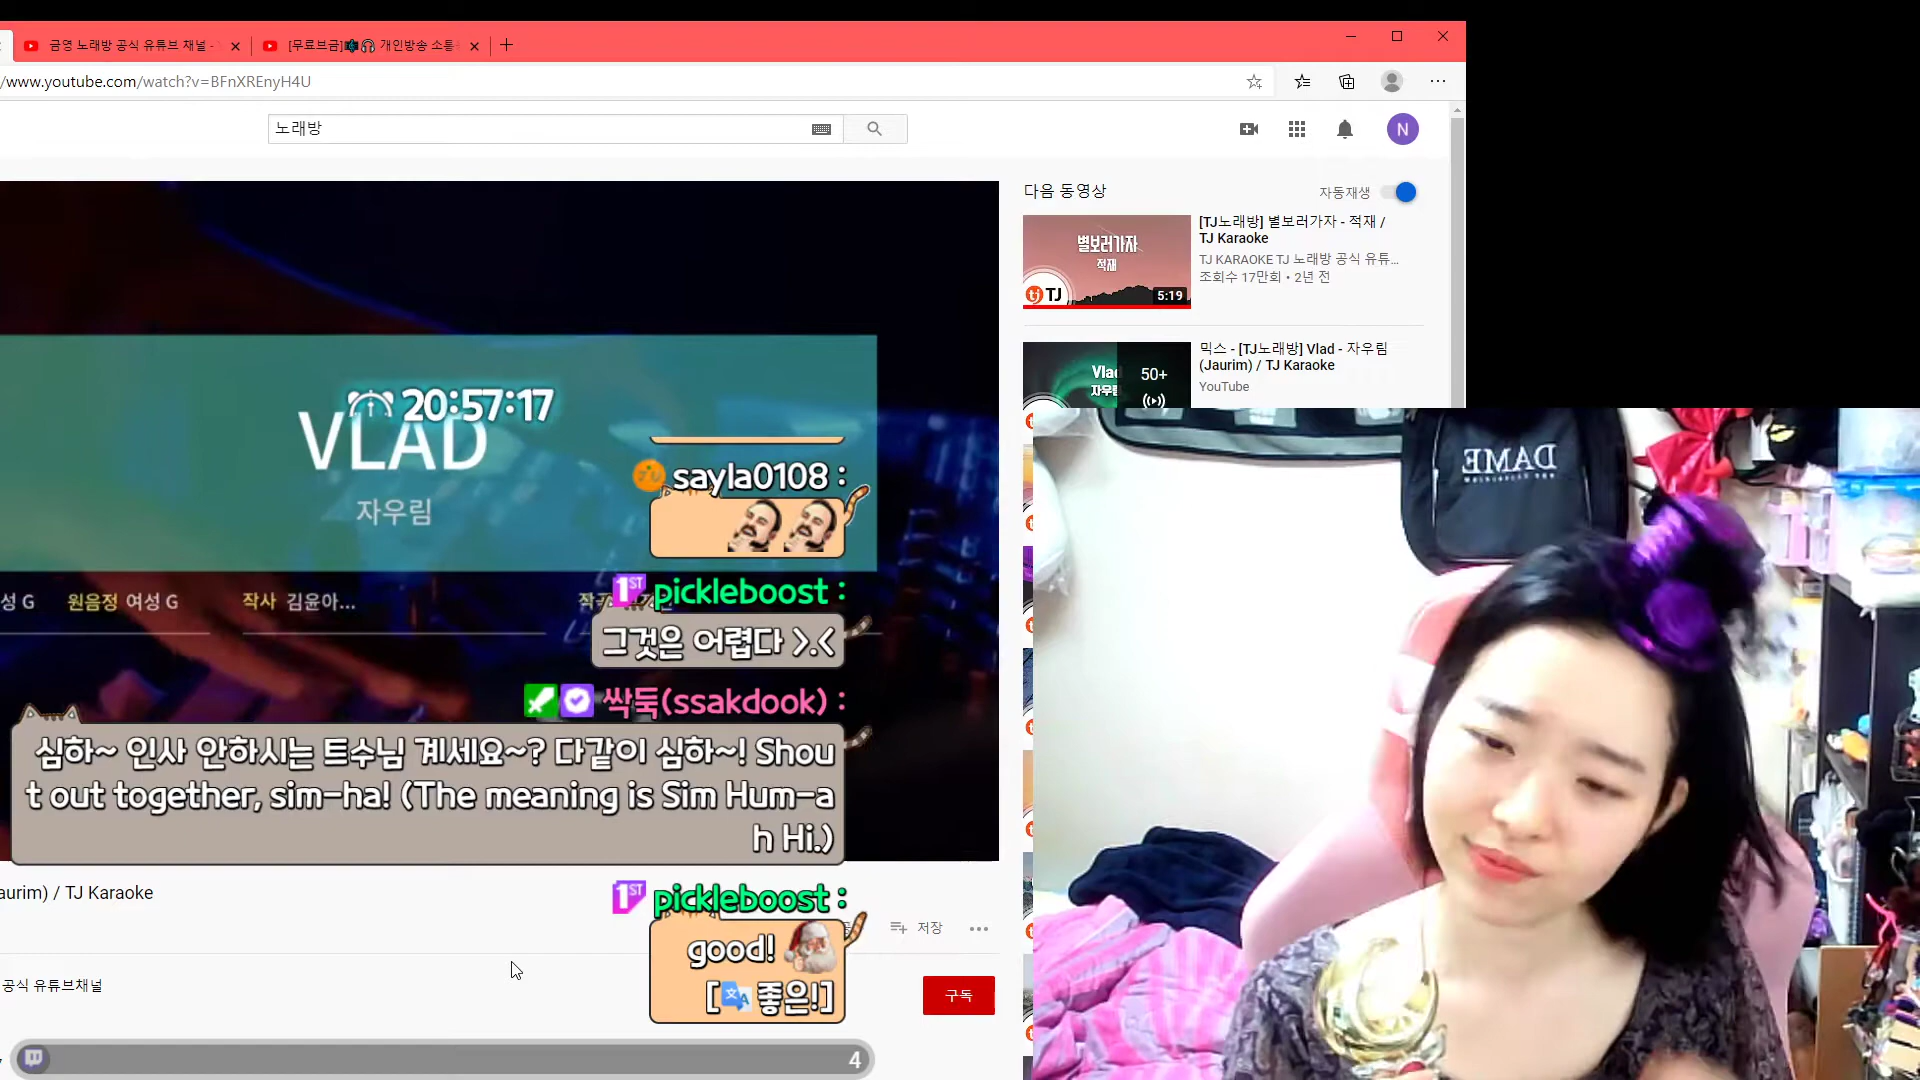 금영 노래방 공식 유튜브 채널 -
[무료브금] 개인방송 소통
/www.youtube.com/watch?v=BFnXREnyH4U
노래방
N
다음 동영상
자동재생
[TJ노래방] 별보러가자 - 적재 /
TJ Karaoke
TJ KARAOKE TJ 노래방 공식 유튜...
조회수 17만회 • 2년 전
별보러가자
적재
TJ
5:19
믹스 - [TJ노래방] Vlad - 자우림
(Jaurim) / TJ Karaoke
YouTube
Vlad
자우림
50+
20:57:17
VLAD
자우림
성 G
원음정 여성 G
작사 김윤아...
sayla0108 :
1ST pickleboost :
그것은 어렵다 >.<
싹둑(ssakdook) :
심하~ 인사 안하시는 트수님 계세요~? 다같이 심하~! Shou
t out together, sim-ha! (The meaning is Sim Hum-a
h Hi.)
aurim) / TJ Karaoke
1ST pickleboost :
good!
[좋은!]
저장
공식 유튜브채널
구독
4
DAME